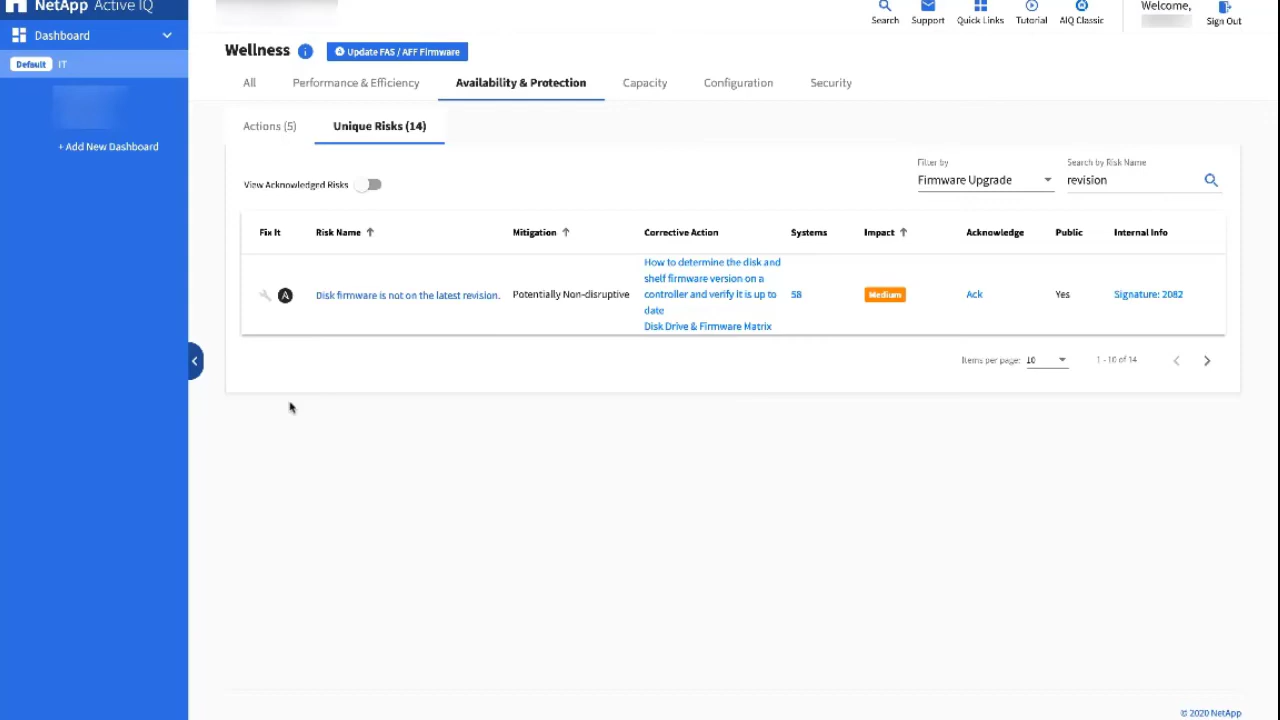 NetApp Active IQ
Search
Support
Quick Links
Tutorial
AIQ Classic
Welcome,
Sign Out
Dashboard
Default IT
+ Add New Dashboard
Wellness i Update FAS / AFF Firmware
All
Performance & Efficiency
Availability & Protection
Capacity
Configuration
Security
Actions (5)
Unique Risks (14)
View Acknowledged Risks
Filter by
Firmware Upgrade
Search by Risk Name
revision
Fix It
Risk Name
Mitigation
Corrective Action
Systems
Impact
Acknowledge
Public
Internal Info
A
Disk firmware is not on the latest revision.
Potentially Non-disruptive
How to determine the disk and
shelf firmware version on a
controller and verify it is up to
date
Disk Drive & Firmware Matrix
58
Medium
Ack
Yes
Signature: 2082
Items per page: 10
1 - 10 of 14
© 2020 NetApp